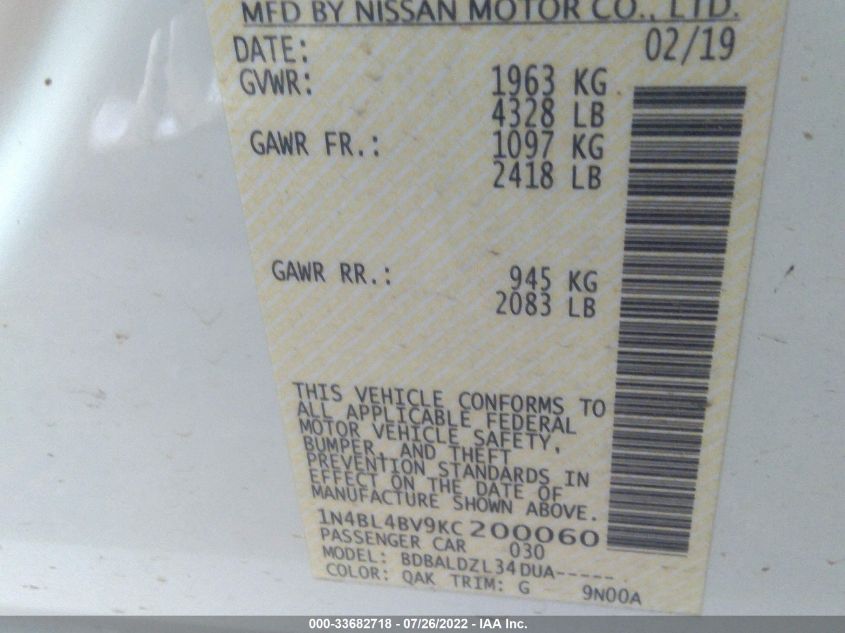 MFD BY NISSAN MOTOR CO., LTD.
DATE: 02/19
GVWR: 1963 KG
4328 LB
GAWR FR.: 1097 KG
2418 LB
GAWR RR.: 945 KG
2083 LB
THIS VEHICLE CONFORMS TO
ALL APPLICABLE FEDERAL
MOTOR VEHICLE SAFETY,
BUMPER, AND THEFT
PREVENTION STANDARDS IN
EFFECT ON THE DATE OF
MANUFACTURE SHOWN ABOVE.
1N4BL4BV9KC200060
PASSENGER CAR 030
MODEL: BDBALDZL34DUA-----
COLOR: QAK TRIM: G 9N00A
000-33682718 - 07/26/2022 - IAA Inc.